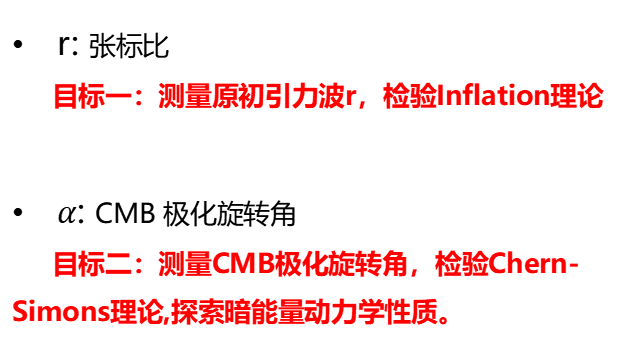 • r: 张标比
目标一：测量原初引力波r，检验Inflation理论
• α: CMB 极化旋转角
目标二：测量CMB极化旋转角，检验Chern-
Simons理论,探索暗能量动力学性质。